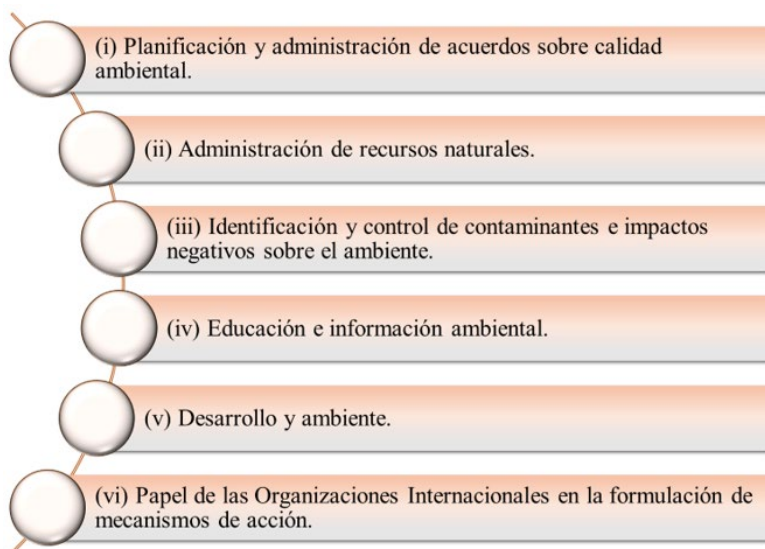 (i) Planificación y administración de acuerdos sobre calidad
ambiental.
(ii) Administración de recursos naturales.
(iii) Identificación y control de contaminantes e impactos
negativos sobre el ambiente.
(iv) Educación e información ambiental.
(v) Desarrollo y ambiente.
(vi) Papel de las Organizaciones Internacionales en la formulación de
mecanismos de acción.